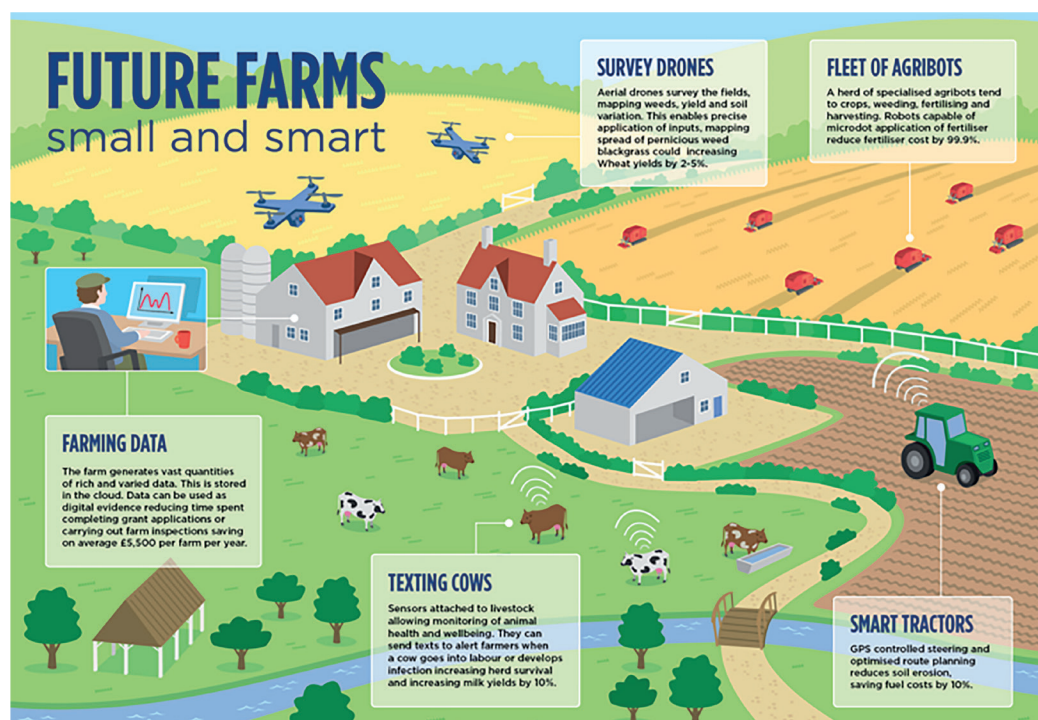 FUTURE FARMS
small and smart
SURVEY DRONES
Aerial drones survey the fields,
mapping weeds, yield and soil
variation. This enables precise
application of inputs, mapping
spread of pernicious weed
blackgrass could increasing
Wheat yields by 2-5%.
FLEET OF AGRIBOTS
A herd of specialised agribots tend
to crops, weeding, fertilising and
harvesting. Robots capable of
microdot application of fertiliser
reduce fertiliser cost by 99.9%.
FARMING DATA
The farm generates vast quantities
of rich and varied data. This is stored
in the cloud. Data can be used as
digital evidence reducing time spent
completing grant applications or
carrying out farm inspections saving
on average £5,500 per farm per year.
TEXTING COWS
Sensors attached to livestock
allowing monitoring of animal
health and wellbeing. They can
send texts to alert farmers when
a cow goes into labour or develops
infection increasing herd survival
and increasing milk yields by 10%.
SMART TRACTORS
GPS controlled steering and
optimised route planning
reduces soil erosion,
saving fuel costs by 10%.